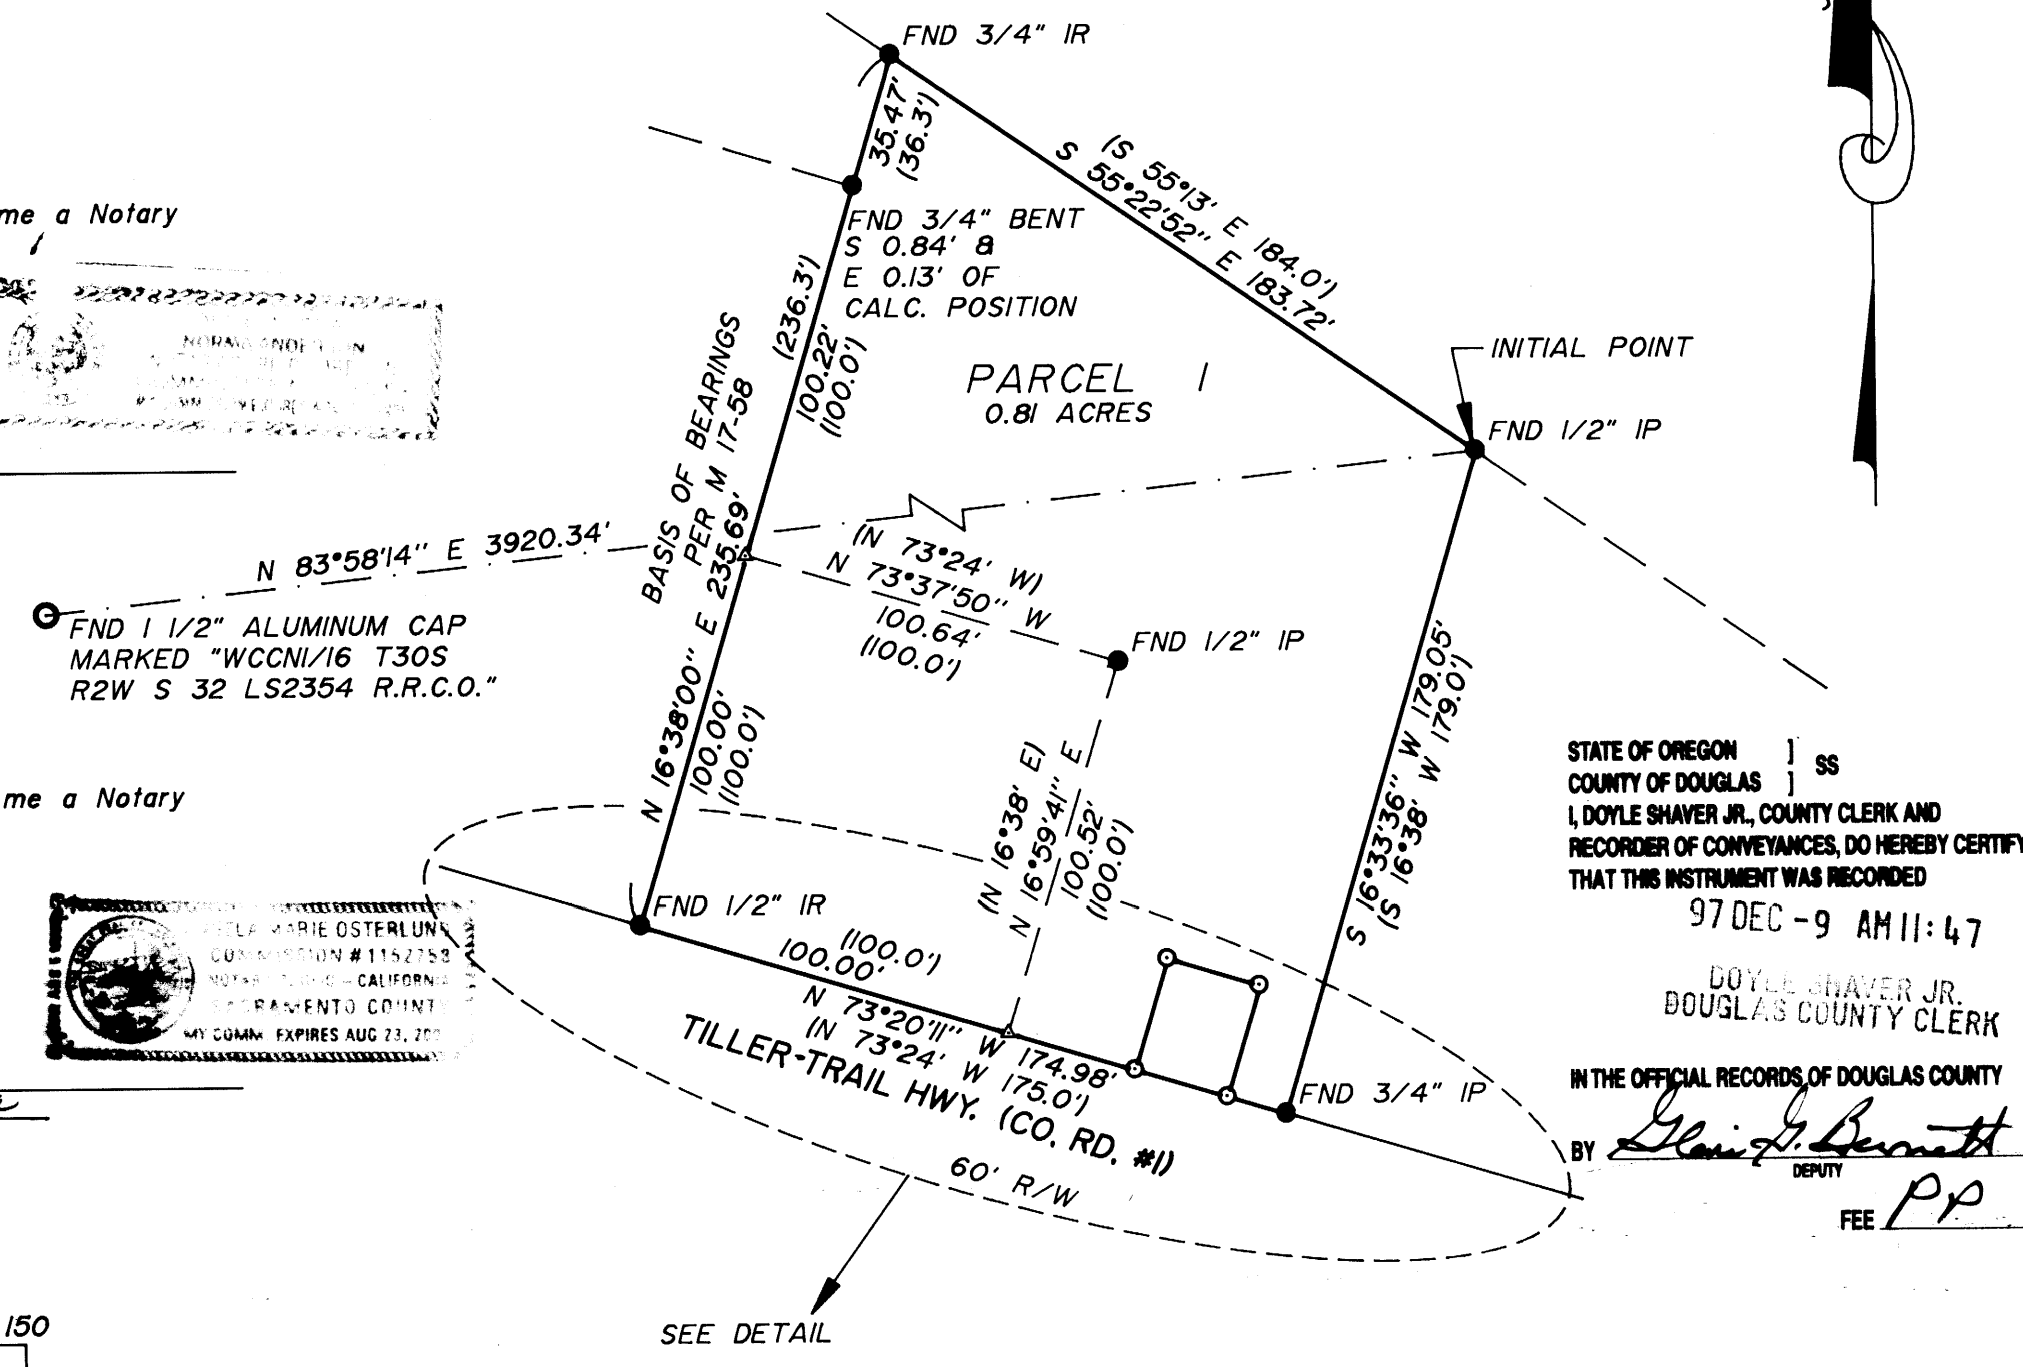 FND 3/4" IR
35.47'
(36.3')
(S 55°13' E 184.0')
S 55°22'52" E 183.72'
me a Notary
FND 3/4" BENT
S 0.84' &
E 0.13' OF
CALC. POSITION
(236.3')
100.22'
(100.0')
BASIS OF BEARINGS
PER M 17-58
N 16°38'00" E 235.69'
100.00'
(100.0')
PARCEL 1
0.81 ACRES
INITIAL POINT
FND 1/2" IP
N 83°58'14" E 3920.34'
FND 1 1/2" ALUMINUM CAP
MARKED "WCCN1/16 T30S
R2W S 32 LS2354 R.R.C.O."
(N 73°24' W)
N 73°37'50" W
100.64'
(100.0')
FND 1/2" IP
(N 16°38' E)
N 16°59'41" E
100.52'
(100.0')
S 16°33'36" W 179.05'
(S 16°38' W 179.0')
me a Notary
MARIE OSTERLUND
COMMISSION # 1152753
NOTARY PUBLIC - CALIFORNIA
SACRAMENTO COUNTY
MY COMM. EXPIRES AUG 23,
FND 1/2" IR
(100.0')
100.00'
N 73°20'11" W 174.98'
(N 73°24' W 175.0')
TILLER-TRAIL HWY. (CO. RD. #1)
60' R/W
FND 3/4" IP
SEE DETAIL
150
STATE OF OREGON ] SS
COUNTY OF DOUGLAS ]
I, DOYLE SHAVER JR., COUNTY CLERK AND
RECORDER OF CONVEYANCES, DO HEREBY CERTIFY
THAT THIS INSTRUMENT WAS RECORDED
97 DEC -9 AM 11:47
DOYLE SHAVER JR.
DOUGLAS COUNTY CLERK
IN THE OFFICIAL RECORDS OF DOUGLAS COUNTY
BY
DEPUTY
FEE PP